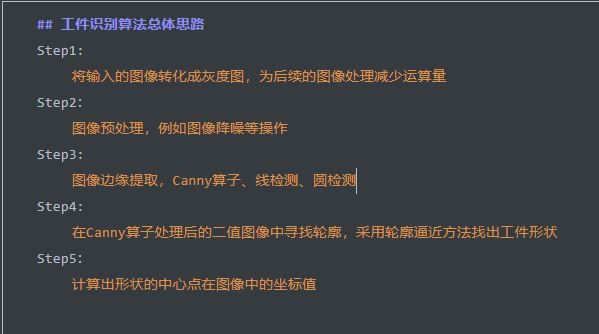 ## 工件识别算法总体思路
Step1:
将输入的图像转化成灰度图，为后续的图像处理减少运算量
Step2:
图像预处理，例如图像降噪等操作
Step3:
图像边缘提取，Canny算子、线检测、圆检测
Step4:
在Canny算子处理后的二值图像中寻找轮廓，采用轮廓逼近方法找出工件形状
Step5:
计算出形状的中心点在图像中的坐标值